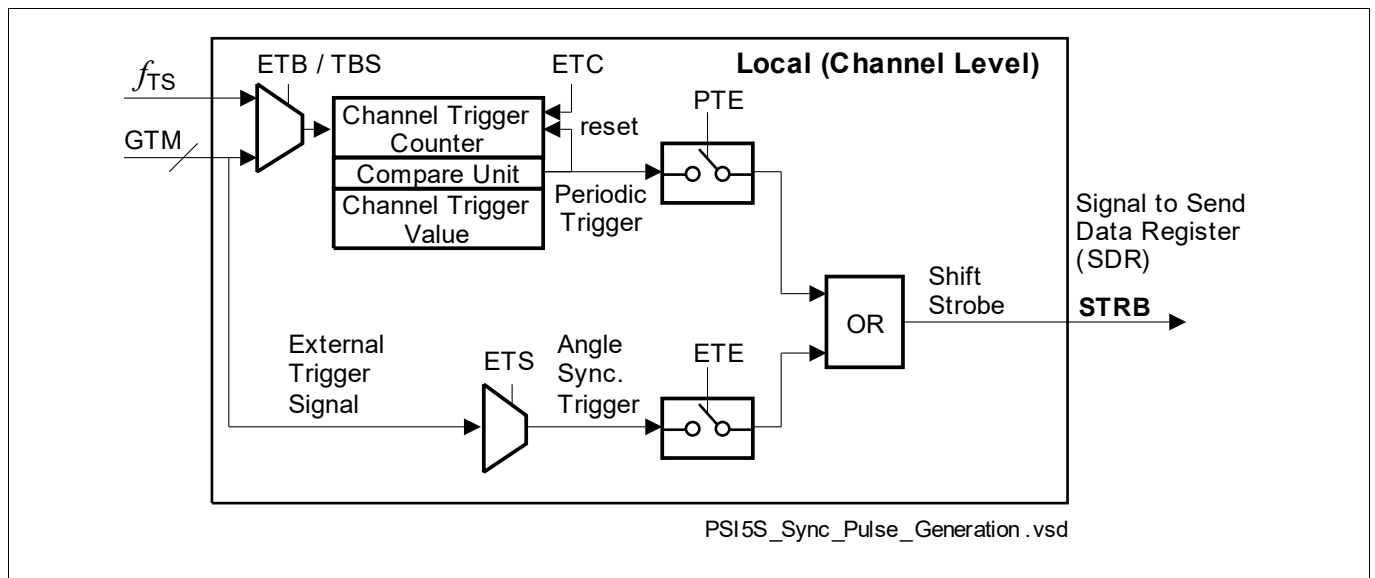 Local (Channel Level)
ETB / TBS
ETC
fTS
GTM
Channel Trigger
Counter
reset
PTE
Compare Unit
Channel Trigger
Value
Periodic
Trigger
Signal to Send
Data Register
(SDR)
STRB
Shift
Strobe
OR
External
Trigger
Signal
ETS
Angle
Sync.
Trigger
ETE
PSI5S_Sync_Pulse_Generation.vsd